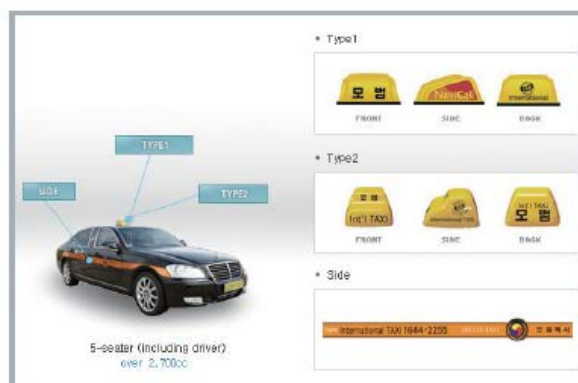 Type1
모 범
NaviCall
International
FRONT
SIDE
BACK
TYPE1
SIDE
TYPE2
Type2
모 범
Int'l TAXI
International TAXI
Int'l TAXI
모 범
FRONT
SIDE
BACK
Side
International TAXI 1644-2255
모범택시
5-seater (including driver)
over 2,700cc